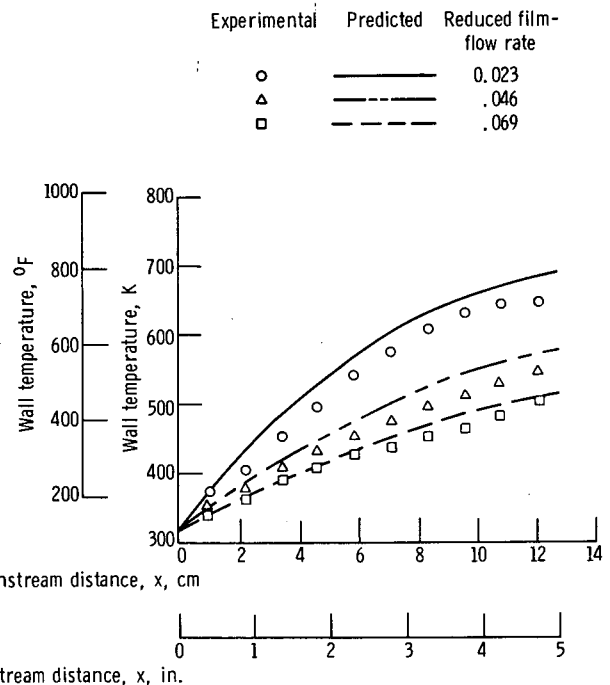 Experimental Predicted Reduced film-
flow rate
0.023
.046
.069
1000
800
600
400
200
Wall temperature, °F
800
700
600
500
400
300
Wall temperature, K
0 2 4 6 8 10 12 14
nstream distance, x, cm
0 1 2 3 4 5
stream distance, x, in.